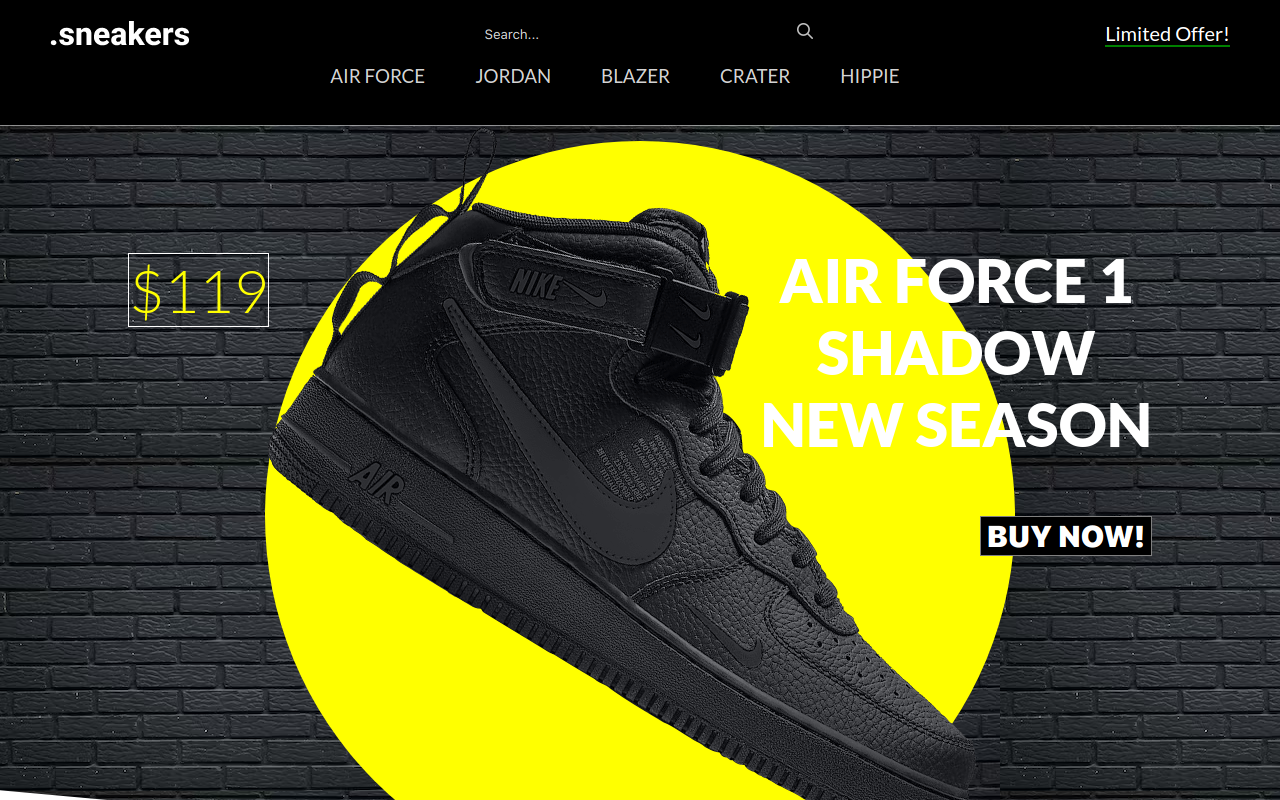 .sneakers
Search...
Limited Offer!
AIR FORCE
JORDAN
BLAZER
CRATER
HIPPIE
$119
NIKE
AIR FORCE 1
SHADOW
NEW SEASON
AIR
BUY NOW!